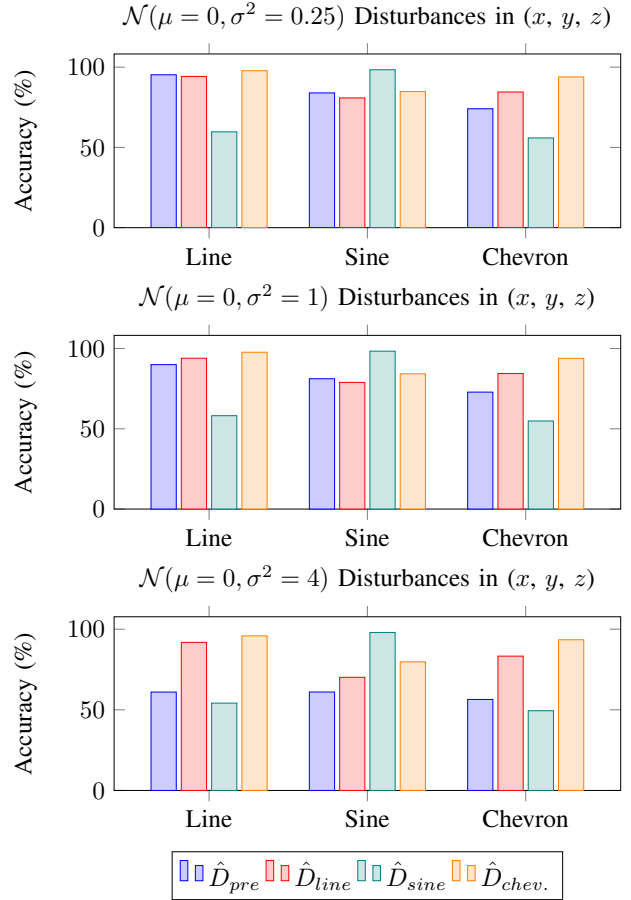 𝒩(μ = 0, σ² = 0.25) Disturbances in (x, y, z)
100
50
0
Accuracy (%)
Line Sine Chevron
𝒩(μ = 0, σ² = 1) Disturbances in (x, y, z)
100
50
0
Accuracy (%)
Line Sine Chevron
𝒩(μ = 0, σ² = 4) Disturbances in (x, y, z)
100
50
0
Accuracy (%)
Line Sine Chevron
D̂_pre D̂_line D̂_sine D̂_chev.